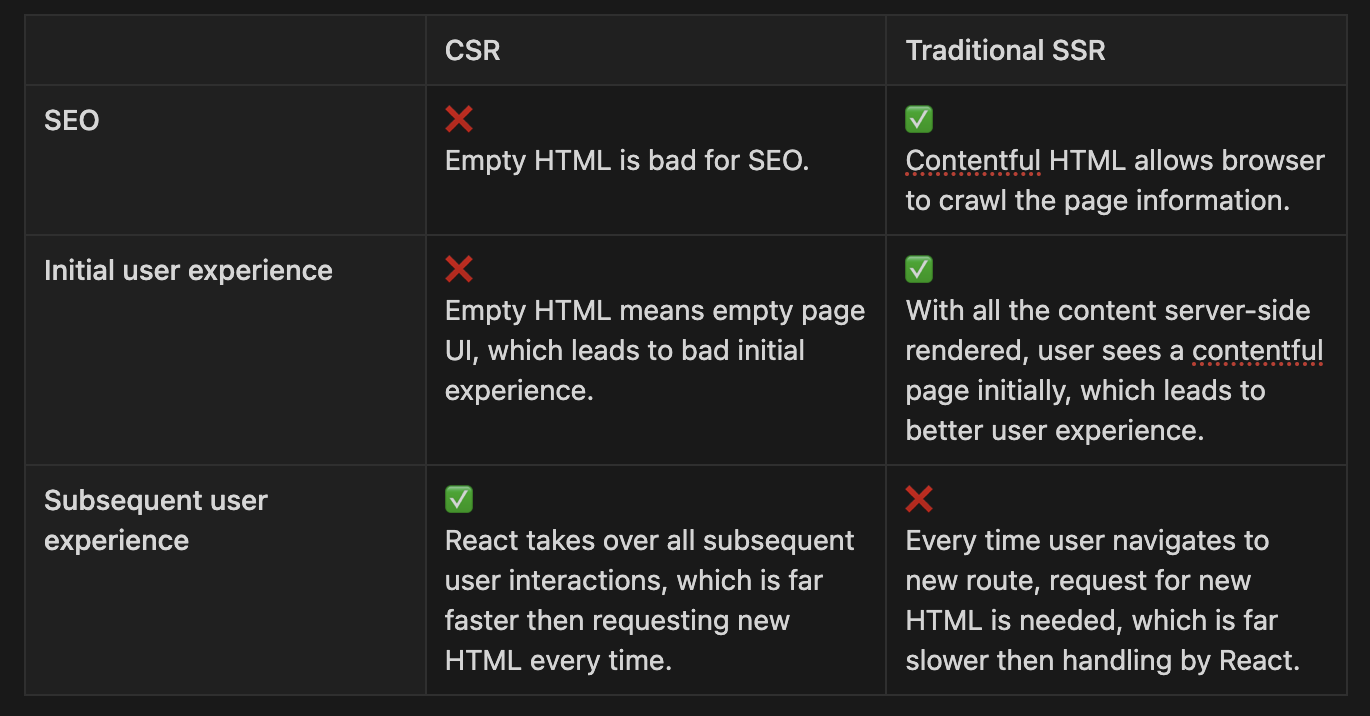 CSR
Traditional SSR
SEO
❌
Empty HTML is bad for SEO.
✅
Contentful HTML allows browser
to crawl the page information.
Initial user experience
❌
Empty HTML means empty page
UI, which leads to bad initial
experience.
✅
With all the content server-side
rendered, user sees a contentful
page initially, which leads to
better user experience.
Subsequent user
experience
✅
React takes over all subsequent
user interactions, which is far
faster then requesting new
HTML every time.
❌
Every time user navigates to
new route, request for new
HTML is needed, which is far
slower then handling by React.